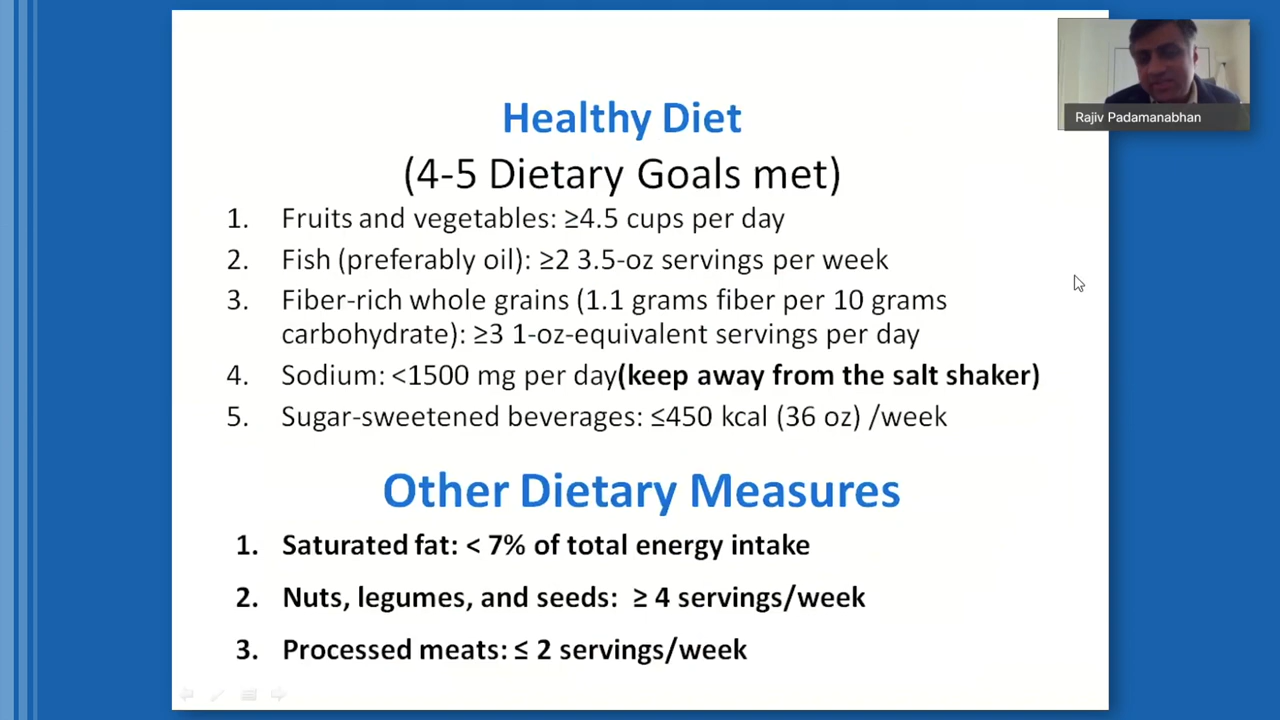 Healthy Diet
(4-5 Dietary Goals met)
1. Fruits and vegetables: ≥4.5 cups per day
2. Fish (preferably oil): ≥2 3.5-oz servings per week
3. Fiber-rich whole grains (1.1 grams fiber per 10 grams
carbohydrate): ≥3 1-oz-equivalent servings per day
4. Sodium: <1500 mg per day(keep away from the salt shaker)
5. Sugar-sweetened beverages: ≤450 kcal (36 oz) /week
Other Dietary Measures
1. Saturated fat: < 7% of total energy intake
2. Nuts, legumes, and seeds: ≥ 4 servings/week
3. Processed meats: ≤ 2 servings/week
Rajiv Padamanabhan